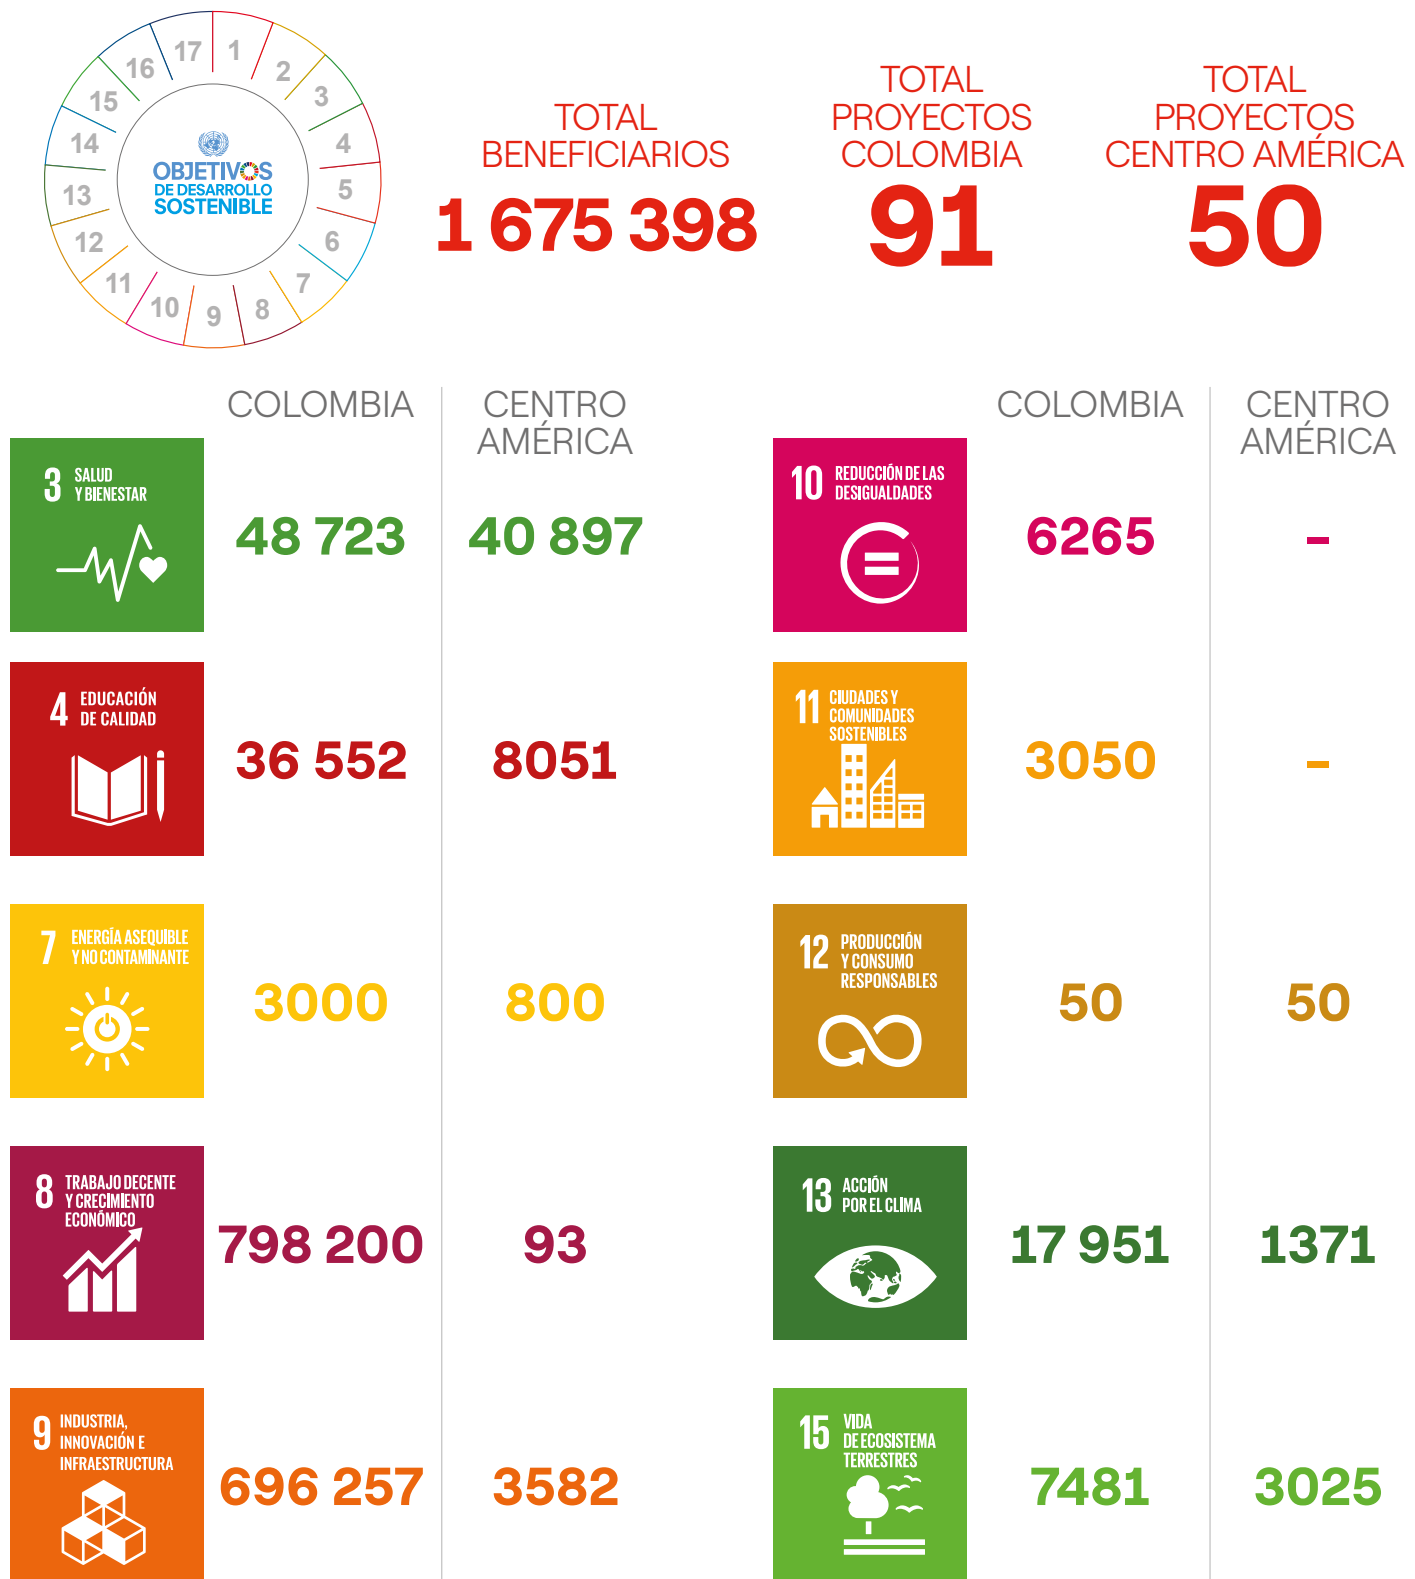 17
1
2
3
4
5
6
7
8
9
10
11
12
13
14
15
16
OBJETIVOS
DE DESARROLLO
SOSTENIBLE
TOTAL
BENEFICIARIOS
1 675 398
TOTAL
PROYECTOS
COLOMBIA
91
TOTAL
PROYECTOS
CENTRO AMÉRICA
50
COLOMBIA
CENTRO
AMÉRICA
3 SALUD
Y BIENESTAR
48 723
40 897
4 EDUCACIÓN
DE CALIDAD
36 552
8051
7 ENERGÍA ASEQUIBLE
Y NO CONTAMINANTE
3000
800
8 TRABAJO DECENTE
Y CRECIMIENTO
ECONÓMICO
798 200
93
9 INDUSTRIA,
INNOVACIÓN E
INFRAESTRUCTURA
696 257
3582
COLOMBIA
CENTRO
AMÉRICA
10 REDUCCIÓN DE LAS
DESIGUALDADES
6265
-
11 CIUDADES Y
COMUNIDADES
SOSTENIBLES
3050
-
12 PRODUCCIÓN
Y CONSUMO
RESPONSABLES
50
50
13 ACCIÓN
POR EL CLIMA
17 951
1371
15 VIDA
DE ECOSISTEMA
TERRESTRES
7481
3025